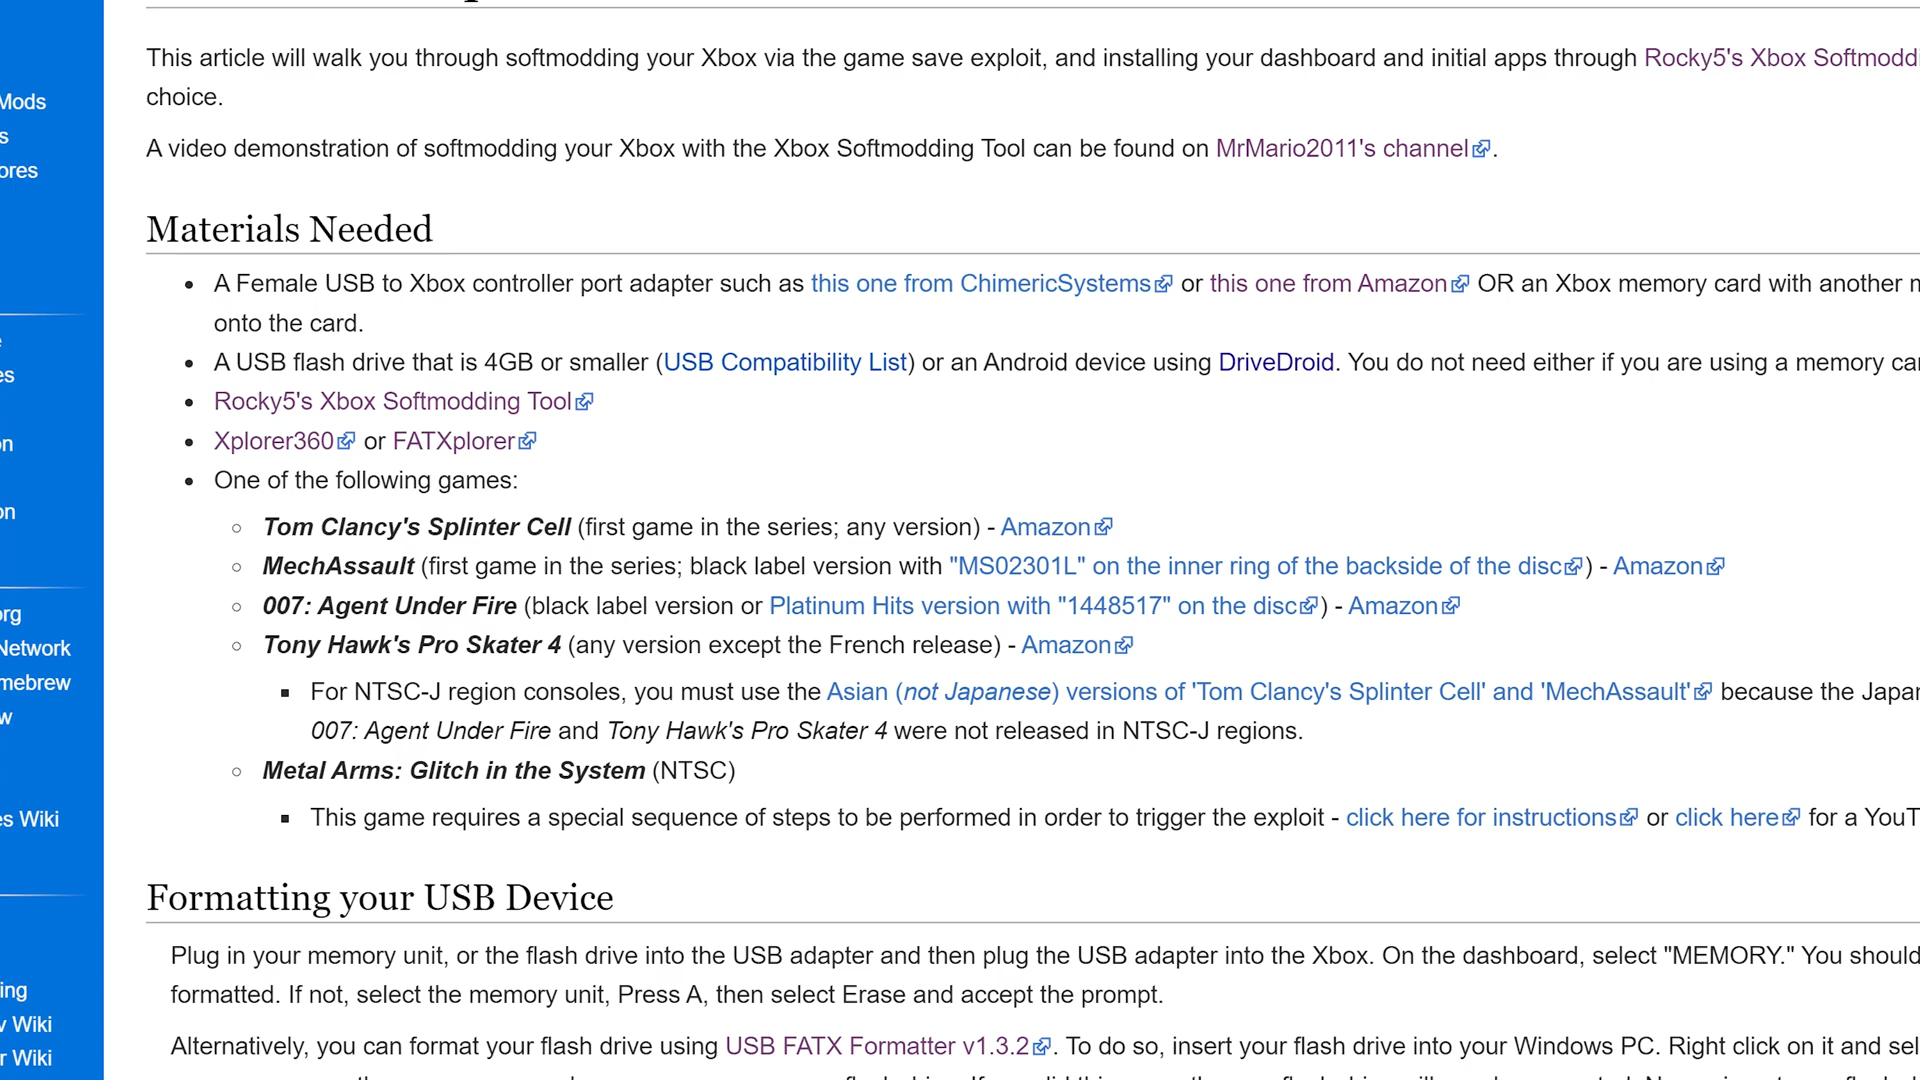 This article will walk you through softmodding your Xbox via the game save exploit, and installing your dashboard and initial apps through Rocky5's Xbox Softmoddi
choice.
Mods
A video demonstration of softmodding your Xbox with the Xbox Softmodding Tool can be found on MrMario2011's channel.
s
ores
Materials Needed
A Female USB to Xbox controller port adapter such as this one from ChimericSystems or this one from Amazon OR an Xbox memory card with another m
onto the card.
e
A USB flash drive that is 4GB or smaller (USB Compatibility List) or an Android device using DriveDroid. You do not need either if you are using a memory car
es
Rocky5's Xbox Softmodding Tool
Xplorer360 or FATXplorer
on
One of the following games:
on
Tom Clancy's Splinter Cell (first game in the series; any version) - Amazon
MechAssault (first game in the series; black label version with "MS02301L" on the inner ring of the backside of the disc) - Amazon
007: Agent Under Fire (black label version or Platinum Hits version with "1448517" on the disc) - Amazon
org
Tony Hawk's Pro Skater 4 (any version except the French release) - Amazon
Network
mebrew
For NTSC-J region consoles, you must use the Asian (not Japanese) versions of 'Tom Clancy's Splinter Cell' and 'MechAssault' because the Japan
w
007: Agent Under Fire and Tony Hawk's Pro Skater 4 were not released in NTSC-J regions.
Metal Arms: Glitch in the System (NTSC)
This game requires a special sequence of steps to be performed in order to trigger the exploit - click here for instructions or click here for a YouT
es Wiki
Formatting your USB Device
Plug in your memory unit, or the flash drive into the USB adapter and then plug the USB adapter into the Xbox. On the dashboard, select "MEMORY." You should
ing
formatted. If not, select the memory unit, Press A, then select Erase and accept the prompt.
v Wiki
Alternatively, you can format your flash drive using USB FATX Formatter v1.3.2. To do so, insert your flash drive into your Windows PC. Right click on it and sel
r Wiki